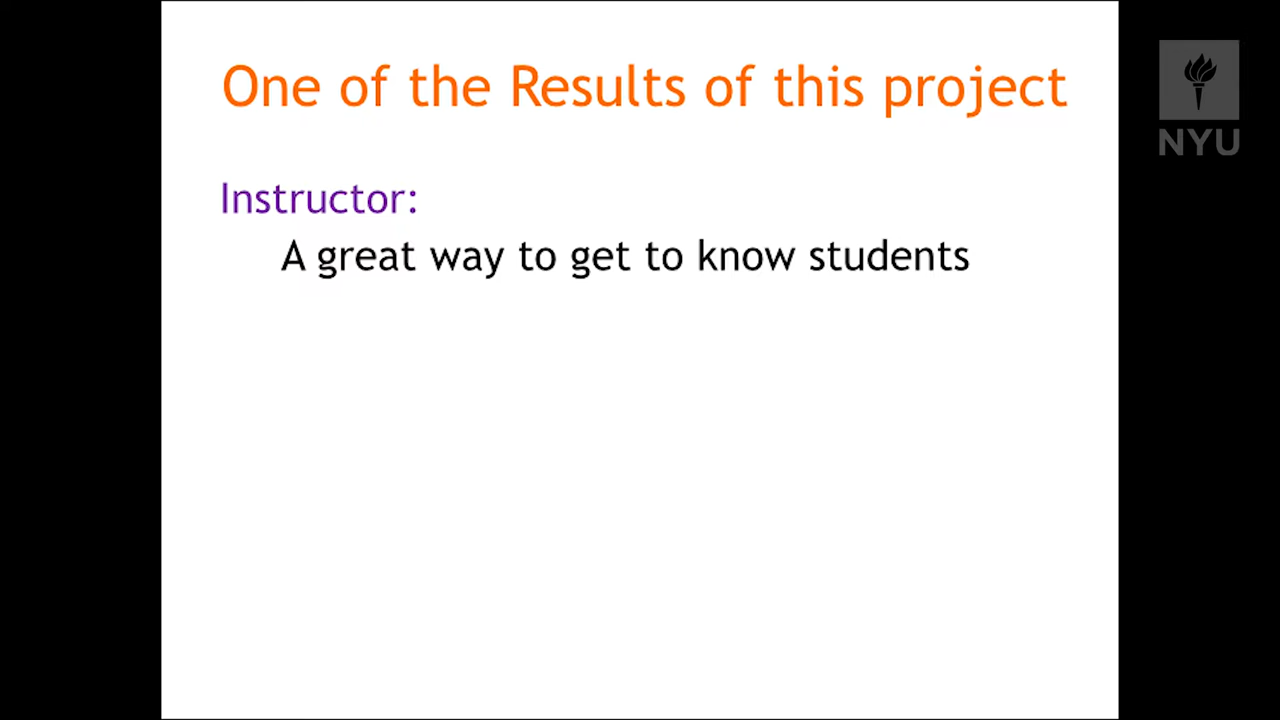 One of the Results of this project
NYU
Instructor:
A great way to get to know students